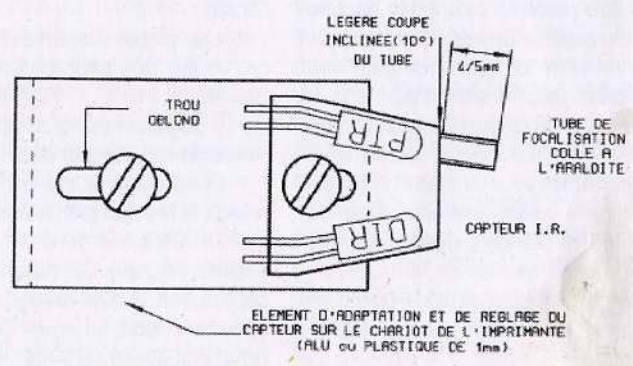 LEGERE COUPE
INCLINEE(10°)
DU TUBE
4/5mm
TROU
OBLOND
PTR
TUBE DE
FOCALISATION
COLLE A
L'ARALDITE
CAPTEUR I.R.
DIR
ELEMENT D'ADAPTATION ET DE REGLAGE DU
CAPTEUR SUR LE CHARIOT DE L'IMPRIMANTE
(ALU ou PLASTIQUE DE 1mm)